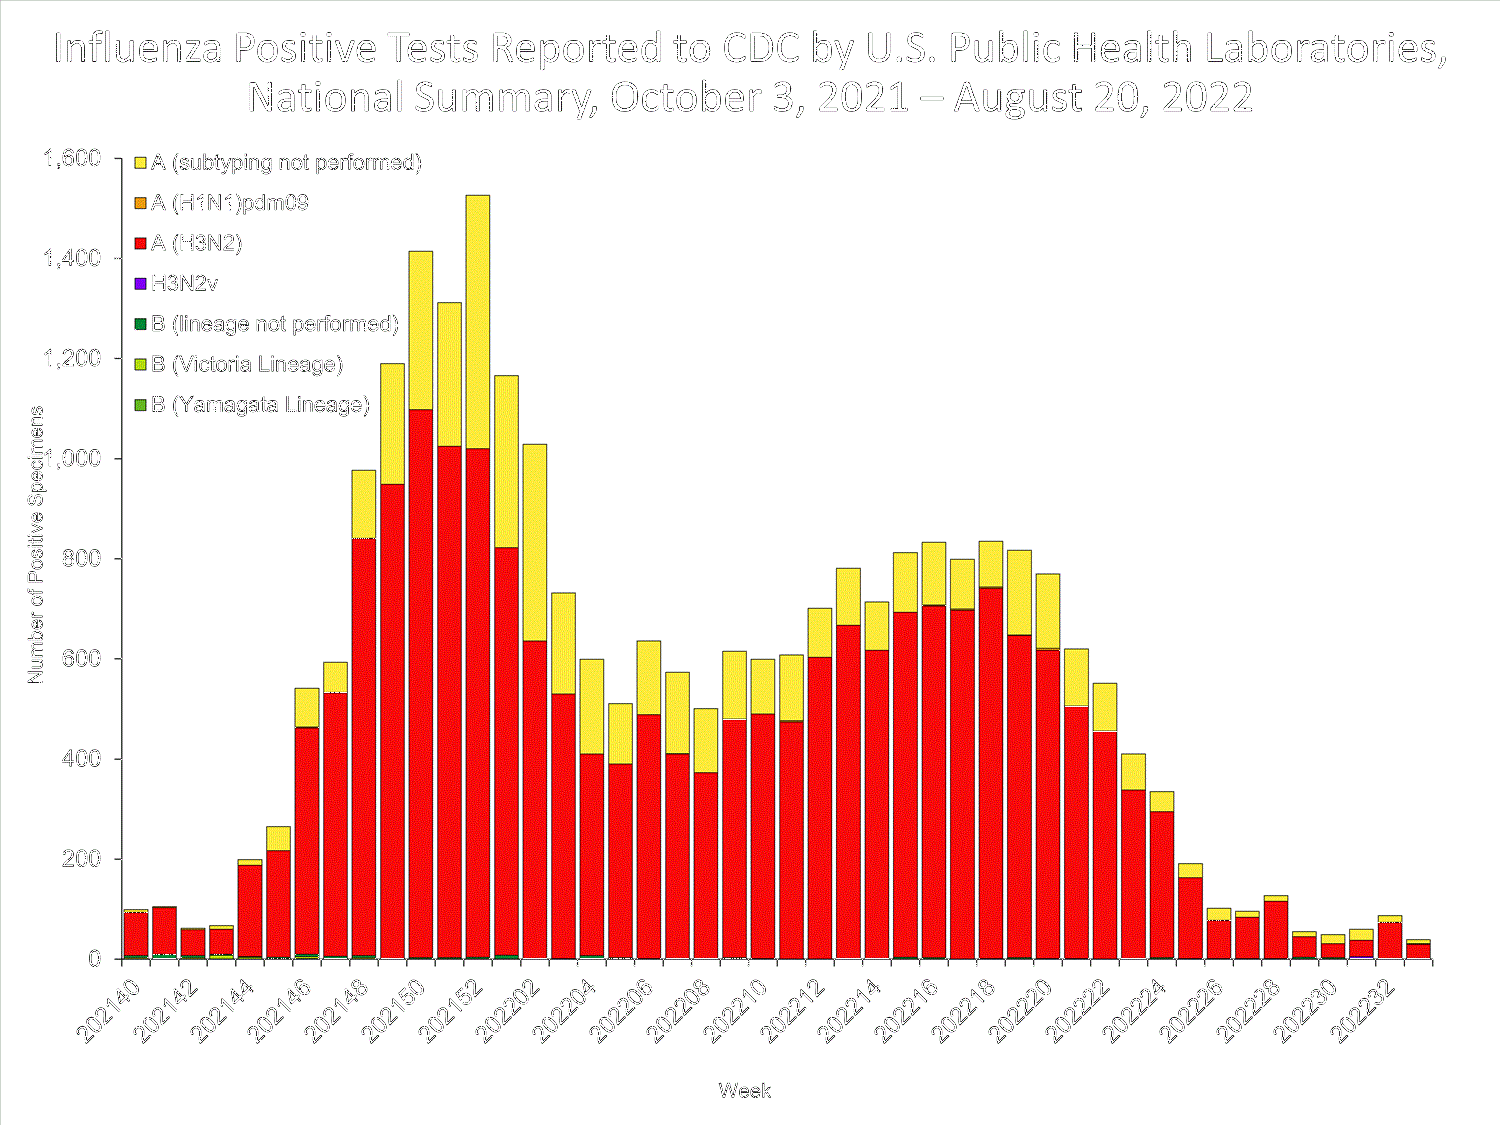 Influenza Positive Tests Reported to CDC by U.S. Public Health Laboratories,
National Summary, October 3, 2021 – August 20, 2022
A (subtyping not performed)
A (H1N1)pdm09
A (H3N2)
H3N2v
B (lineage not performed)
B (Victoria Lineage)
B (Yamagata Lineage)
Number of Positive Specimens
1,600
1,400
1,200
1,000
800
600
400
200
0
202140
202142
202144
202146
202148
202150
202152
202202
202204
202206
202208
202210
202212
202214
202216
202218
202220
202222
202224
202226
202228
202230
202232
Week